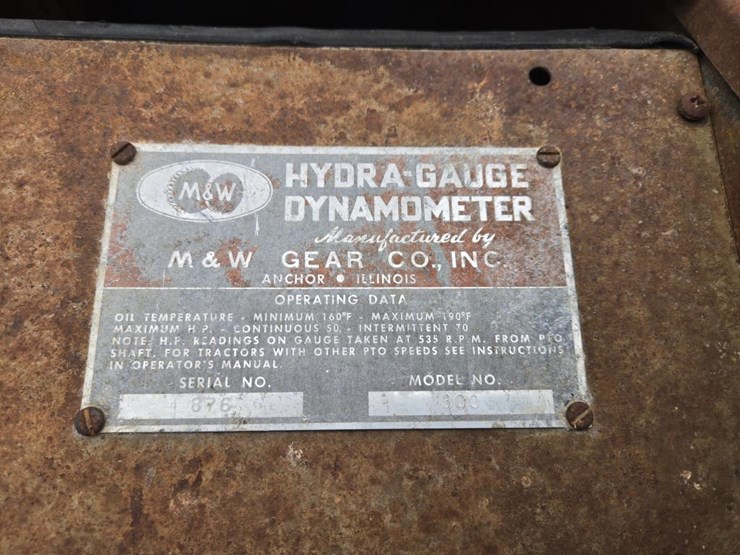 M&W
HYDRA-GAUGE
DYNAMOMETER
Manufactured by
M & W GEAR CO., INC.
ANCHOR • ILLINOIS
OPERATING DATA
OIL TEMPERATURE - MINIMUM 160°F - MAXIMUM 190°F
MAXIMUM H.P. - CONTINUOUS 50, - INTERMITTENT 70
NOTE: H.P. READINGS ON GAUGE TAKEN AT 535 R.P.M. FROM PTO
SHAFT. FOR TRACTORS WITH OTHER PTO SPEEDS SEE INSTRUCTIONS
IN OPERATOR'S MANUAL.
SERIAL NO. MODEL NO.